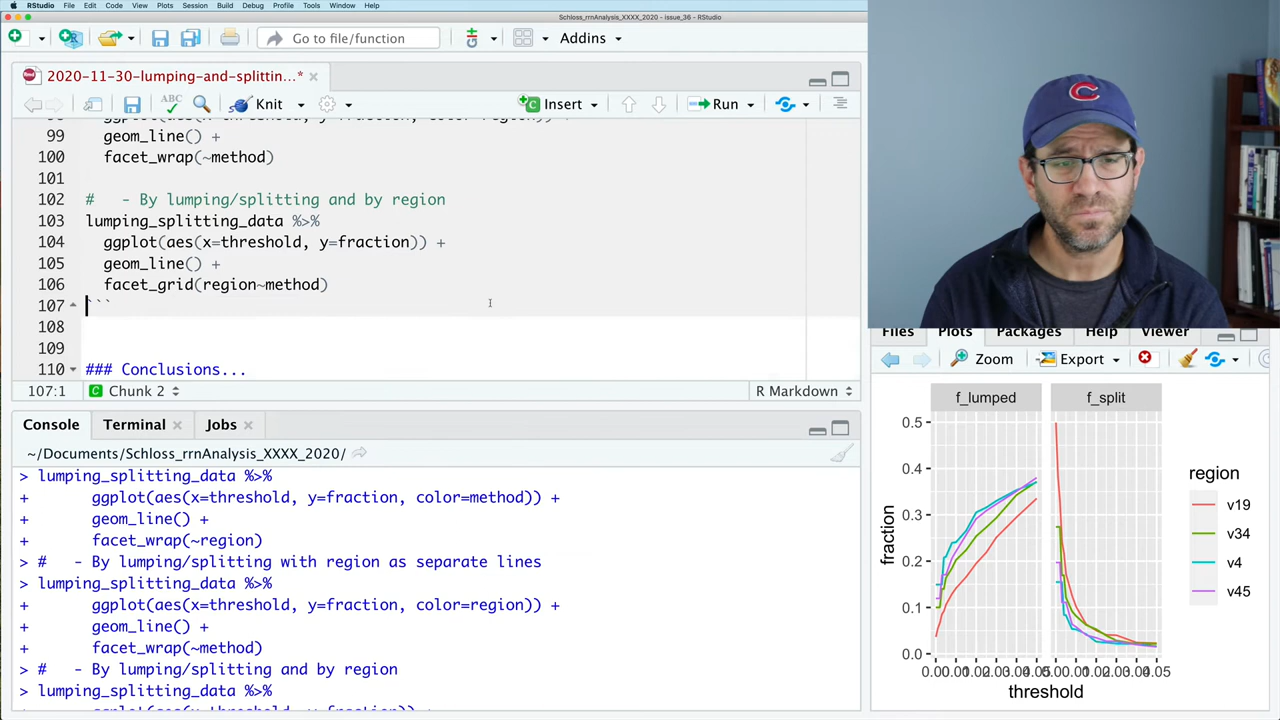 RStudio File Edit Code View Plots Session Build Debug Profile Tools Window Help
Schloss_rrnAnalysis_XXXX_2020 - issue_36 - RStudio
Go to file/function
Addins
2020-11-30-lumping-and-splittin...*
ABC
Knit
Insert
Run
99 geom_line() +
100 facet_wrap(~method)
101
102 # - By lumping/splitting and by region
103 lumping_splitting_data %>%
104 ggplot(aes(x=threshold, y=fraction)) +
105 geom_line() +
106 facet_grid(region~method)
107 ```
108
109
110 ### Conclusions...
107:1 Chunk 2 R Markdown
Console Terminal Jobs
~/Documents/Schloss_rrnAnalysis_XXXX_2020/
> lumping_splitting_data %>%
+ ggplot(aes(x=threshold, y=fraction, color=method)) +
+ geom_line() +
+ facet_wrap(~region)
> # - By lumping/splitting with region as separate lines
> lumping_splitting_data %>%
+ ggplot(aes(x=threshold, y=fraction, color=region)) +
+ geom_line() +
+ facet_wrap(~method)
> # - By lumping/splitting and by region
> lumping_splitting_data %>%
Files Plots Packages Help Viewer
Zoom Export
f_lumped f_split
0.5
0.4
0.3
0.2
0.1
0.0
fraction
threshold
region
v19
v34
v4
v45
C